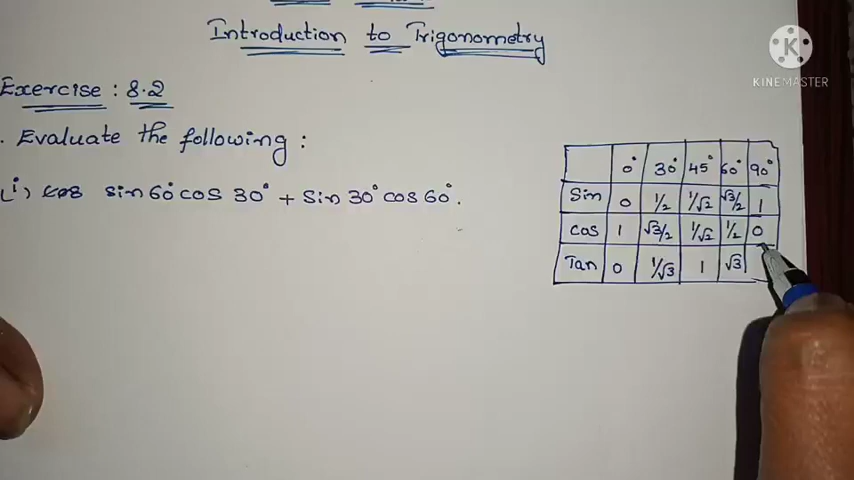 Introduction to Trigonometry
KINEMASTER
Exercise : 8.2
. Evaluate the following :
(i) cos sin 60° cos 30° + sin 30° cos 60°.
0° 30° 45° 60° 90°
Sin 0 1/2 1/√2 √3/2 1
cos 1 √3/2 1/√2 1/2 0
Tan 0 1/√3 1 √3